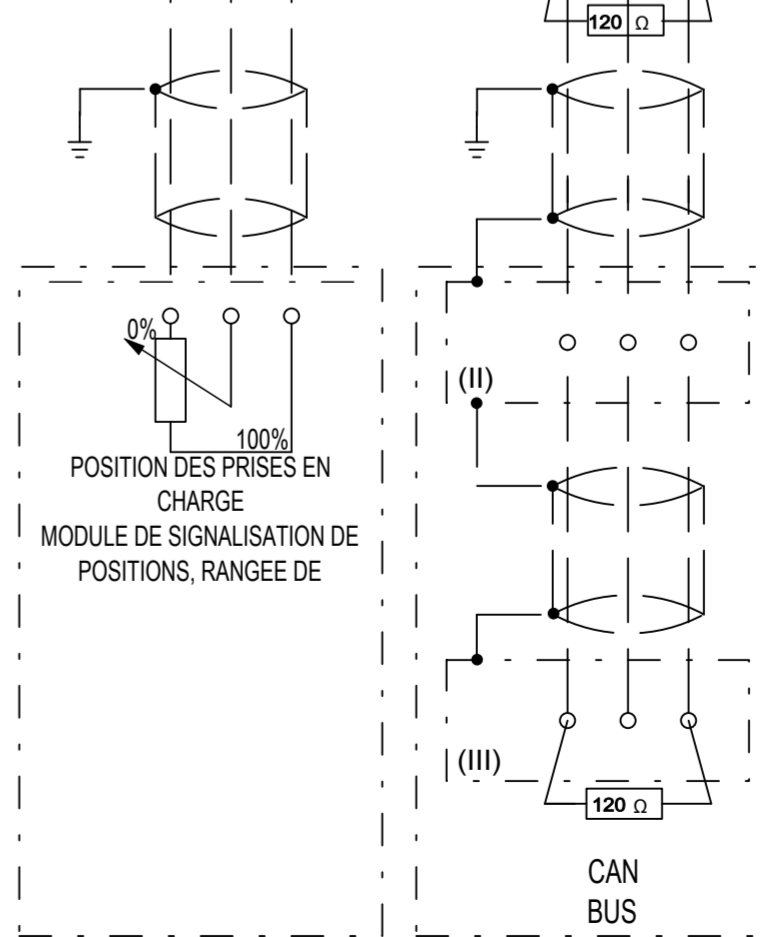 120 Ω
0%
100%
POSITION DES PRISES EN
CHARGE
MODULE DE SIGNALISATION DE
POSITIONS, RANGEE DE
(II)
(III)
120 Ω
CAN
BUS